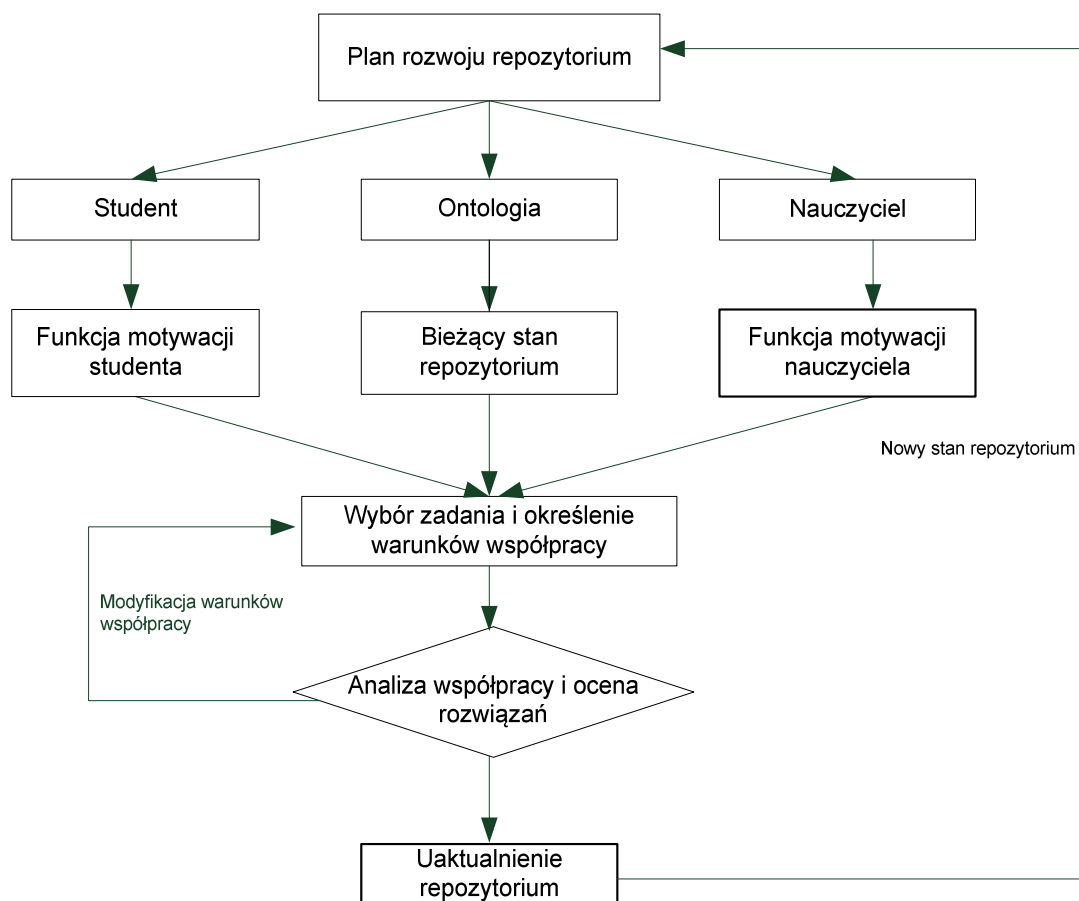 Plan rozwoju repozytorium
Student
Ontologia
Nauczyciel
Funkcja motywacji
studenta
Bieżący stan
repozytorium
Funkcja motywacji
nauczyciela
Nowy stan repozytorium
Wybór zadania i określenie
warunków współpracy
Modyfikacja warunków
współpracy
Analiza współpracy i ocena
rozwiązań
Uaktualnienie
repozytorium